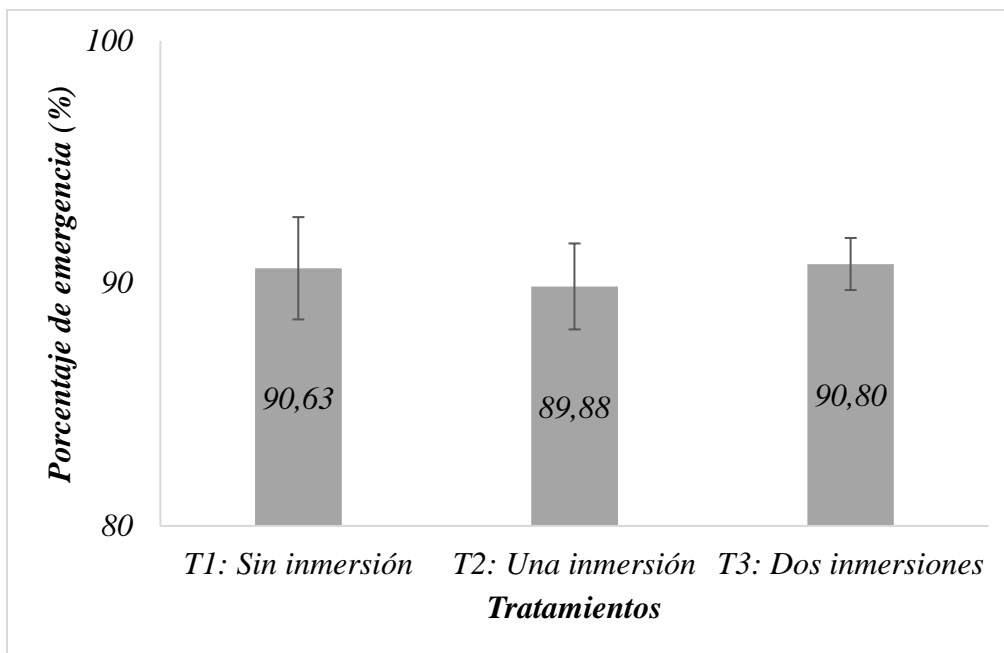 100
90
80
Porcentaje de emergencia (%)
90,63
89,88
90,80
T1: Sin inmersión
T2: Una inmersión
T3: Dos inmersiones
Tratamientos